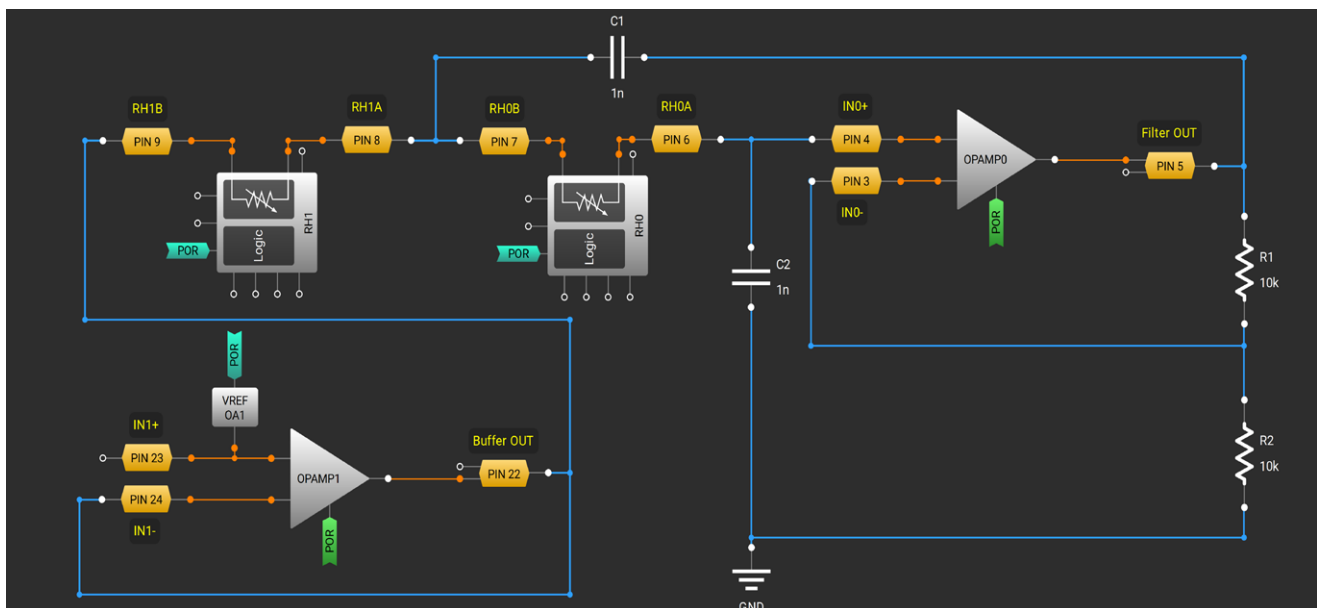 C1
1n
RH1B
RH1A
RH0B
RH0A
IN0+
PIN 9
PIN 8
PIN 7
PIN 6
PIN 4
OPAMP0
Filter OUT
PIN 5
PIN 3
IN0-
POR
RH1
Logic
POR
RH0
Logic
POR
C2
1n
R1
10k
POR
VREF
OA1
IN1+
PIN 23
OPAMP1
Buffer OUT
PIN 22
PIN 24
IN1-
POR
R2
10k
GND